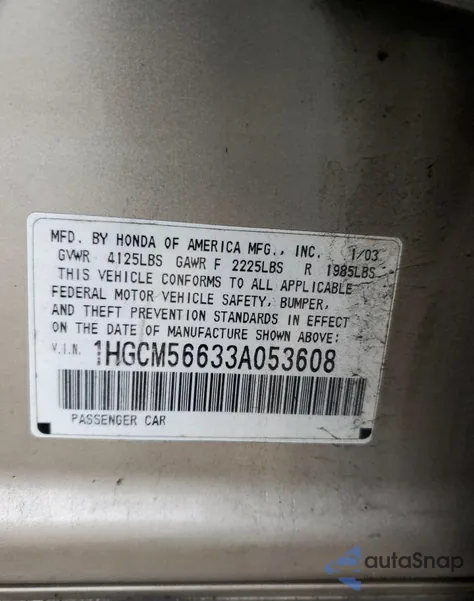 MFD. BY HONDA OF AMERICA MFG., INC. 1/03
GVWR 4125LBS GAWR F 2225LBS R 1985LBS
THIS VEHICLE CONFORMS TO ALL APPLICABLE
FEDERAL MOTOR VEHICLE SAFETY, BUMPER,
AND THEFT PREVENTION STANDARDS IN EFFECT
ON THE DATE OF MANUFACTURE SHOWN ABOVE:
V.I.N. 1HGCM56633A053608
PASSENGER CAR
autoSnap